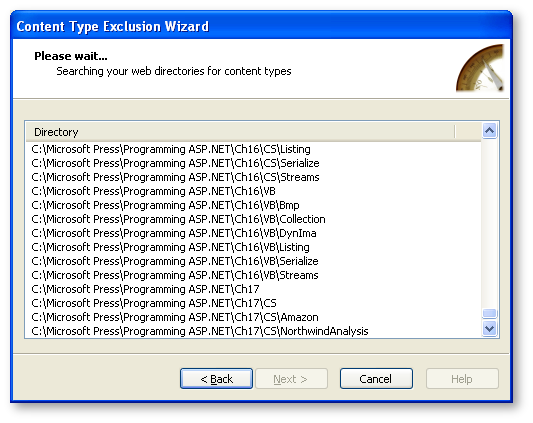 Content Type Exclusion Wizard
Please wait...
Searching your web directories for content types
Directory
C:\Microsoft Press\Programming ASP.NET\Ch16\CS\Listing
C:\Microsoft Press\Programming ASP.NET\Ch16\CS\Serialize
C:\Microsoft Press\Programming ASP.NET\Ch16\CS\Streams
C:\Microsoft Press\Programming ASP.NET\Ch16\VB
C:\Microsoft Press\Programming ASP.NET\Ch16\VB\Bmp
C:\Microsoft Press\Programming ASP.NET\Ch16\VB\Collection
C:\Microsoft Press\Programming ASP.NET\Ch16\VB\DynIma
C:\Microsoft Press\Programming ASP.NET\Ch16\VB\Listing
C:\Microsoft Press\Programming ASP.NET\Ch16\VB\Serialize
C:\Microsoft Press\Programming ASP.NET\Ch16\VB\Streams
C:\Microsoft Press\Programming ASP.NET\Ch17
C:\Microsoft Press\Programming ASP.NET\Ch17\CS
C:\Microsoft Press\Programming ASP.NET\Ch17\CS\Amazon
C:\Microsoft Press\Programming ASP.NET\Ch17\CS\NorthwindAnalysis
< Back Next > Cancel Help